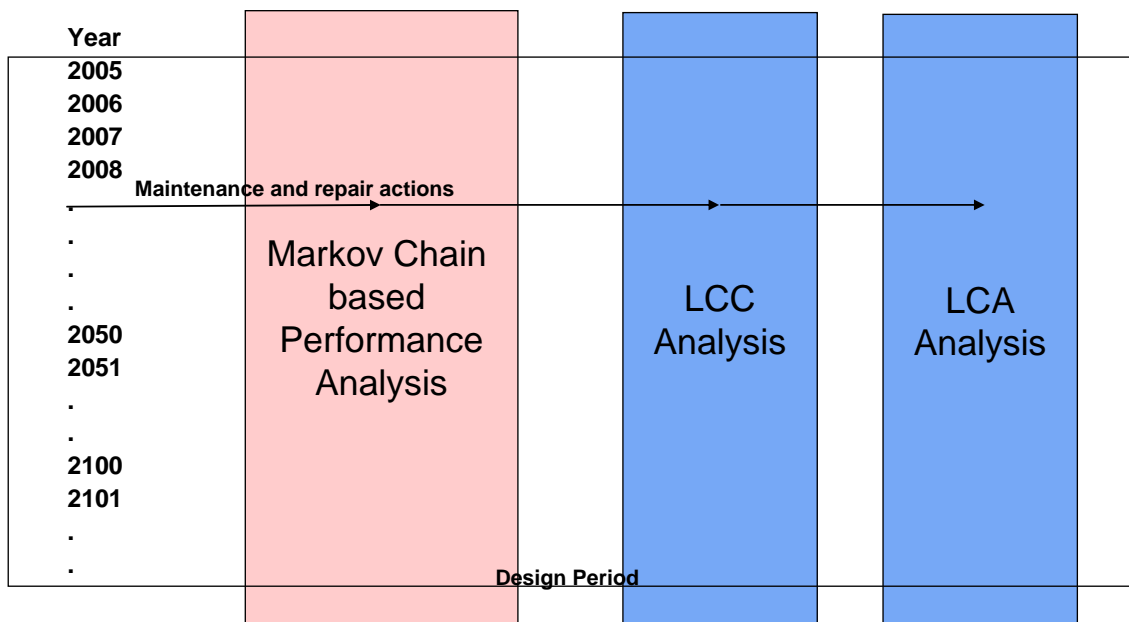 Year
2005
2006
2007
2008
Maintenance and repair actions
.
.
.
.
2050
2051
.
.
2100
2101
.
.
Markov Chain
based
Performance
Analysis
LCC
Analysis
LCA
Analysis
Design Period